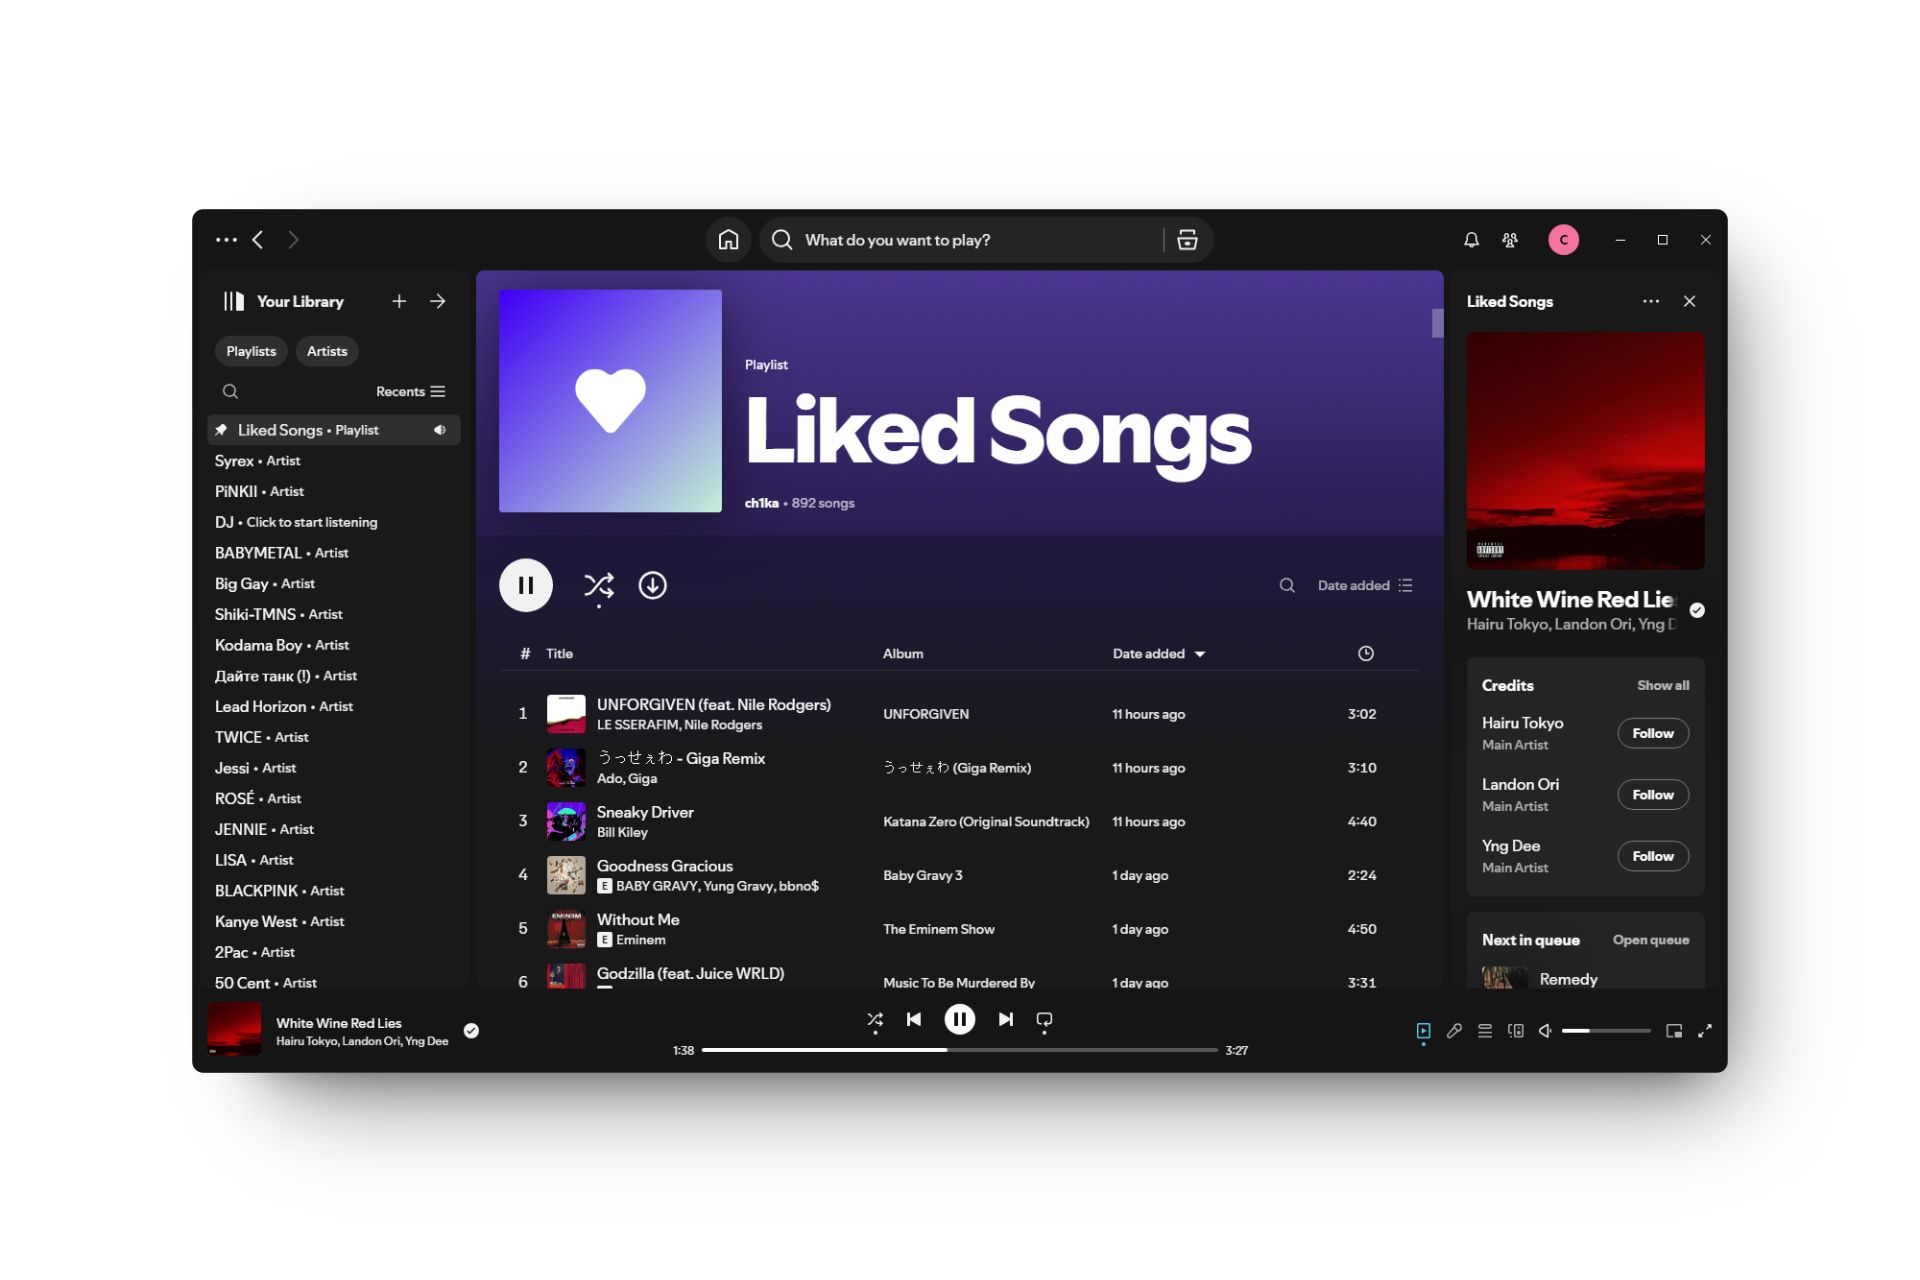 What do you want to play?
C
Your Library
Playlists
Artists
Recents
Liked Songs • Playlist
Syrex • Artist
PiNKII • Artist
DJ • Click to start listening
BABYMETAL • Artist
Big Gay • Artist
Shiki-TMNS • Artist
Kodama Boy • Artist
Дайте танк (!) • Artist
Lead Horizon • Artist
TWICE • Artist
Jessi • Artist
ROSÉ • Artist
JENNIE • Artist
LISA • Artist
BLACKPINK • Artist
Kanye West • Artist
2Pac • Artist
50 Cent • Artist
Playlist
Liked Songs
ch1ka • 892 songs
Date added
# Title Album Date added
1 UNFORGIVEN (feat. Nile Rodgers) UNFORGIVEN 11 hours ago 3:02
LE SSERAFIM, Nile Rodgers
2 うっせぇわ - Giga Remix うっせぇわ (Giga Remix) 11 hours ago 3:10
Ado, Giga
3 Sneaky Driver Katana Zero (Original Soundtrack) 11 hours ago 4:40
Bill Kiley
4 Goodness Gracious Baby Gravy 3 1 day ago 2:24
E BABY GRAVY, Yung Gravy, bbno$
5 Without Me The Eminem Show 1 day ago 4:50
E Eminem
6 Godzilla (feat. Juice WRLD) Music To Be Murdered By 1 day ago 3:31
Liked Songs
PARENTAL
ADVISORY
White Wine Red Lie
Hairu Tokyo, Landon Ori, Yng D
Credits
Show all
Hairu Tokyo
Main Artist
Follow
Landon Ori
Main Artist
Follow
Yng Dee
Main Artist
Follow
Next in queue
Open queue
Remedy
White Wine Red Lies
Hairu Tokyo, Landon Ori, Yng Dee
1:38
3:27